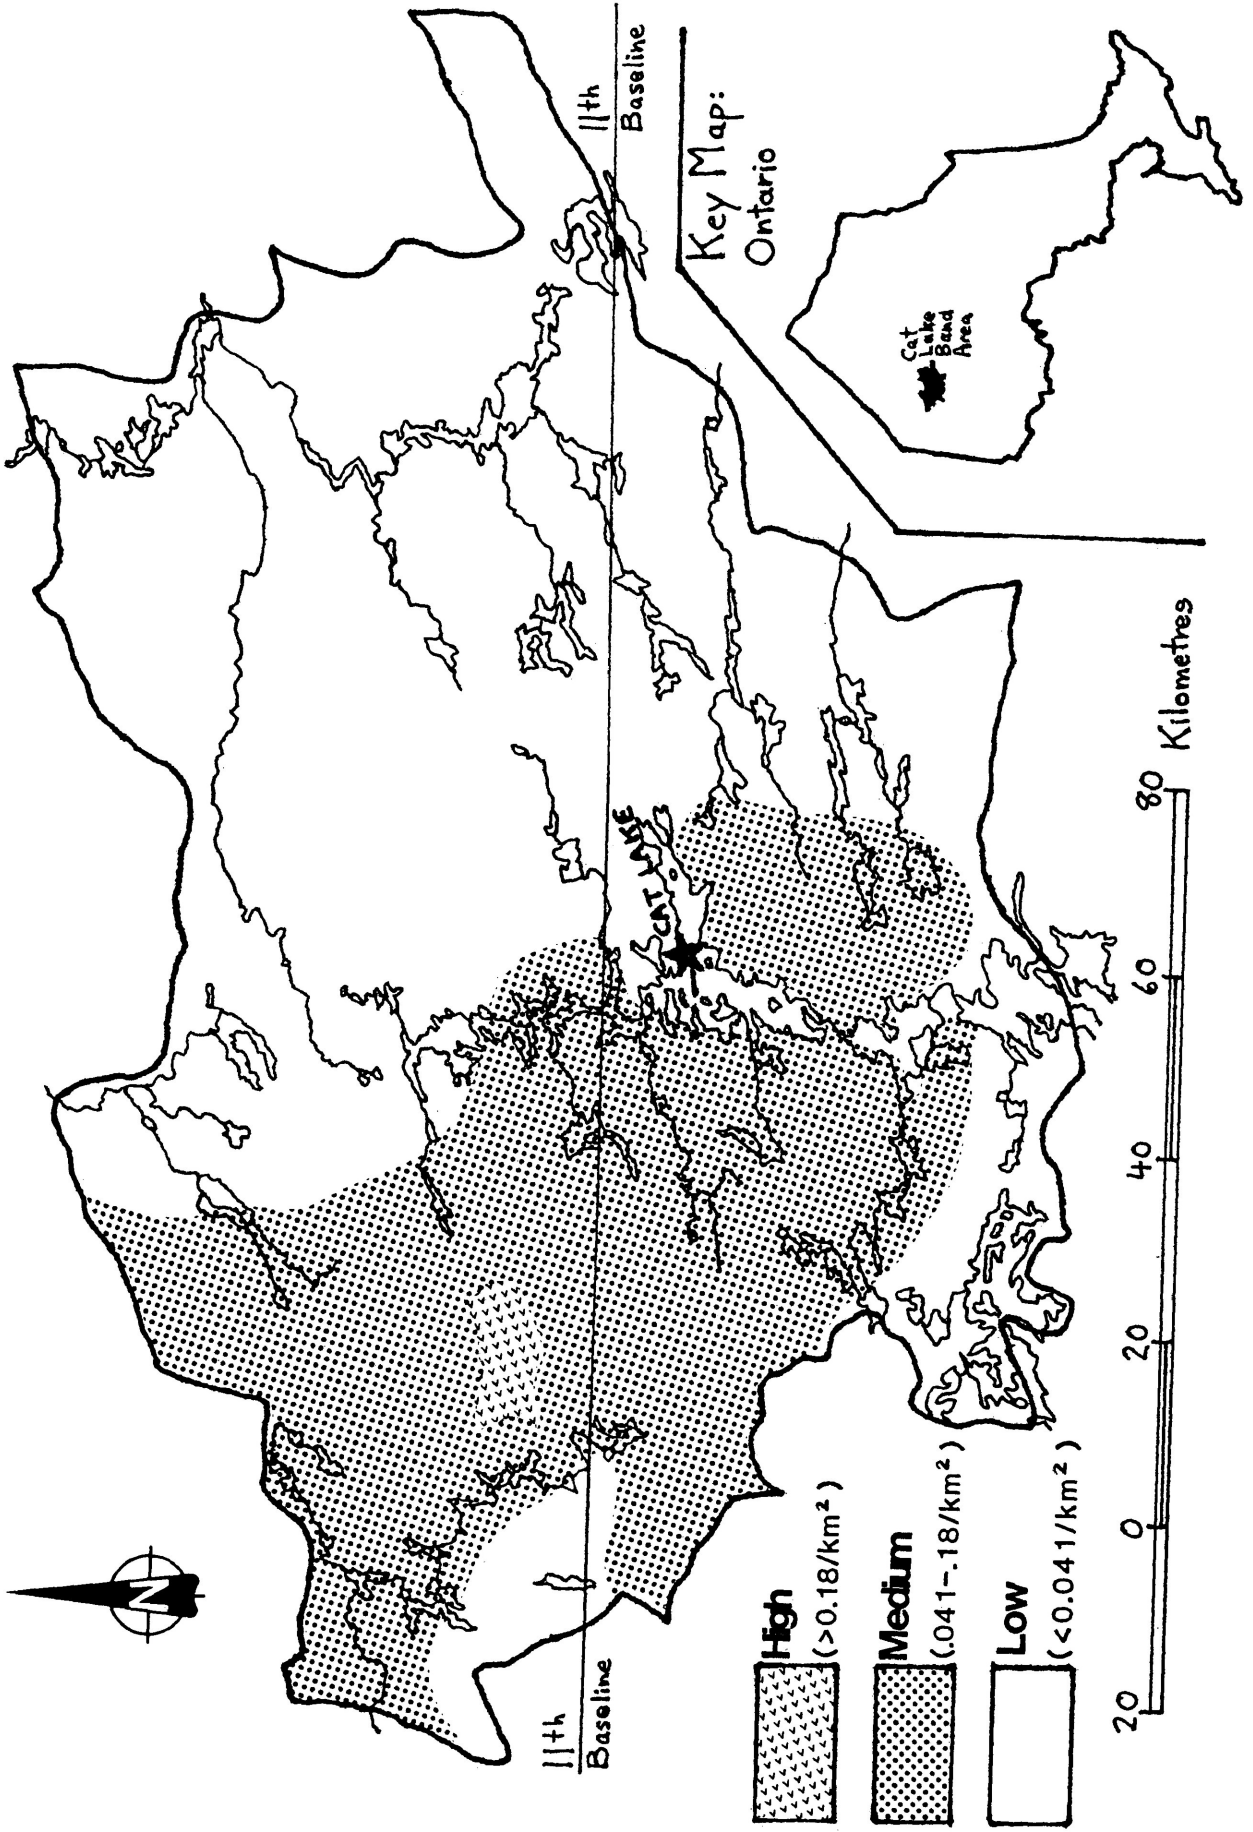 N
11th
Baseline
CAT LAKE
11th
Baseline
Key Map:
Ontario
Cat
Lake
Band
Area
High
(>0.18/km²)
Medium
(.041-.18/km²)
Low
(<0.041/km²)
20 0 20 40 60 80
Kilometres